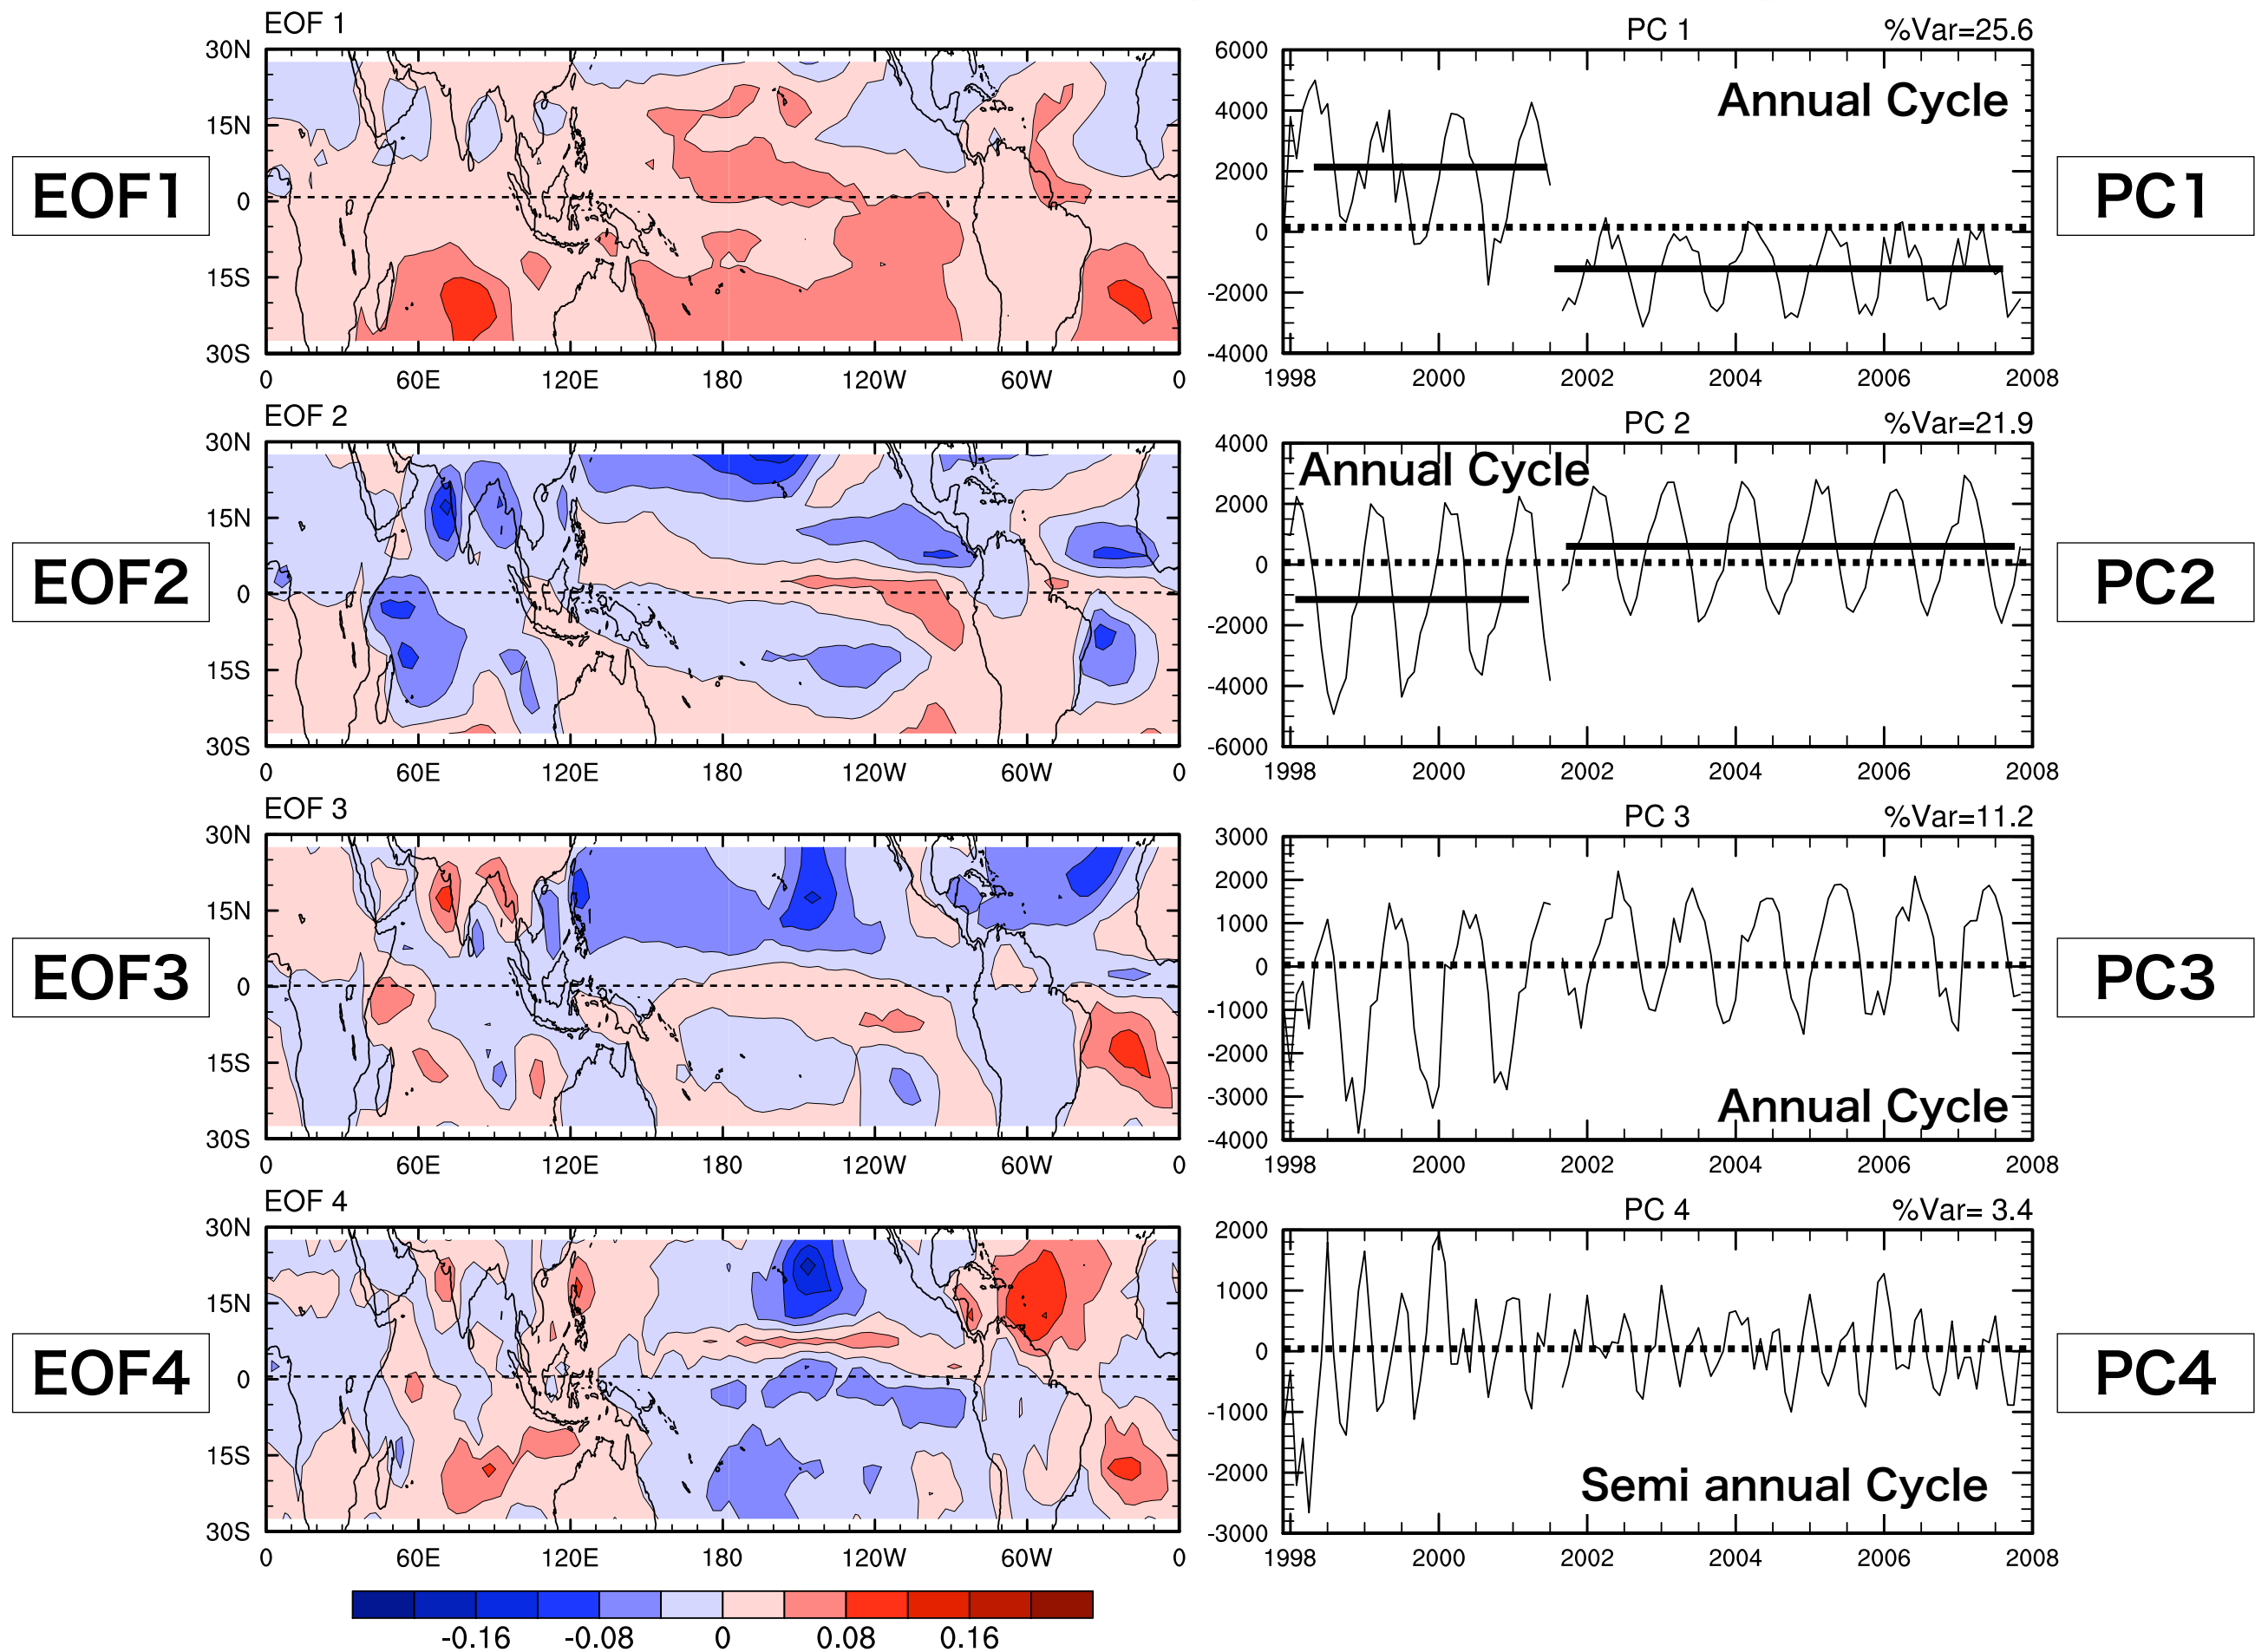 EOF 1
PC 1 %Var=25.6
EOF1
30N
15N
0
15S
30S
0 60E 120E 180 120W 60W 0
6000
4000
2000
0
-2000
-4000
Annual Cycle
1998 2000 2002 2004 2006 2008
PC1
EOF 2
PC 2 %Var=21.9
EOF2
30N
15N
0
15S
30S
0 60E 120E 180 120W 60W 0
4000
2000
0
-2000
-4000
-6000
Annual Cycle
1998 2000 2002 2004 2006 2008
PC2
EOF 3
PC 3 %Var=11.2
EOF3
30N
15N
0
15S
30S
0 60E 120E 180 120W 60W 0
3000
2000
1000
0
-1000
-2000
-3000
-4000
Annual Cycle
1998 2000 2002 2004 2006 2008
PC3
EOF 4
PC 4 %Var= 3.4
EOF4
30N
15N
0
15S
30S
0 60E 120E 180 120W 60W 0
2000
1000
0
-1000
-2000
-3000
Semi annual Cycle
1998 2000 2002 2004 2006 2008
PC4
-0.16 -0.08 0 0.08 0.16